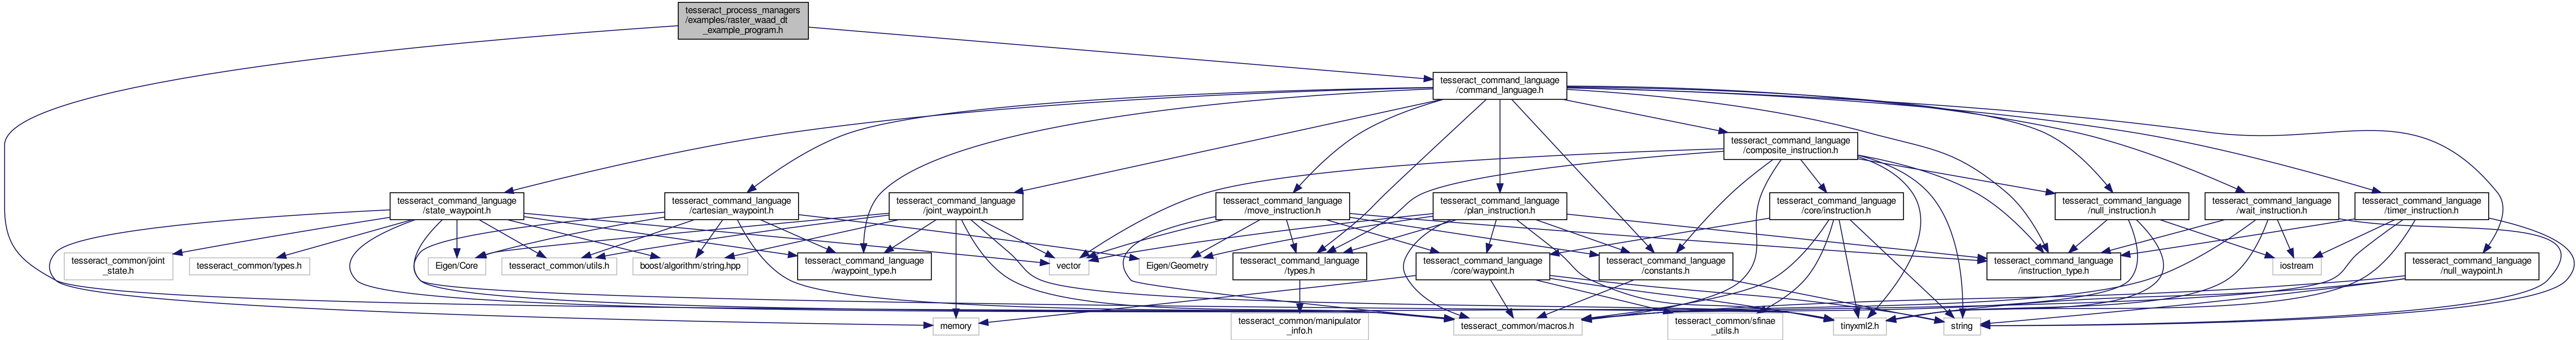 tesseract_process_managers
/examples/raster_waad_dt
_example_program.h
tesseract_command_language
/command_language.h
tesseract_command_language
/composite_instruction.h
tesseract_command_language
/state_waypoint.h
tesseract_command_language
/cartesian_waypoint.h
tesseract_command_language
/joint_waypoint.h
tesseract_command_language
/move_instruction.h
tesseract_command_language
/plan_instruction.h
tesseract_command_language
/core/instruction.h
tesseract_command_language
/null_instruction.h
tesseract_command_language
/wait_instruction.h
tesseract_command_language
/timer_instruction.h
tesseract_common/joint
_state.h
tesseract_common/types.h
Eigen/Core
tesseract_common/utils.h
boost/algorithm/string.hpp
tesseract_command_language
/waypoint_type.h
vector
Eigen/Geometry
tesseract_command_language
/types.h
tesseract_command_language
/core/waypoint.h
tesseract_command_language
/constants.h
tesseract_command_language
/instruction_type.h
iostream
tesseract_command_language
/null_waypoint.h
memory
tesseract_common/manipulator
_info.h
tesseract_common/macros.h
tesseract_common/sfinae
_utils.h
tinyxml2.h
string